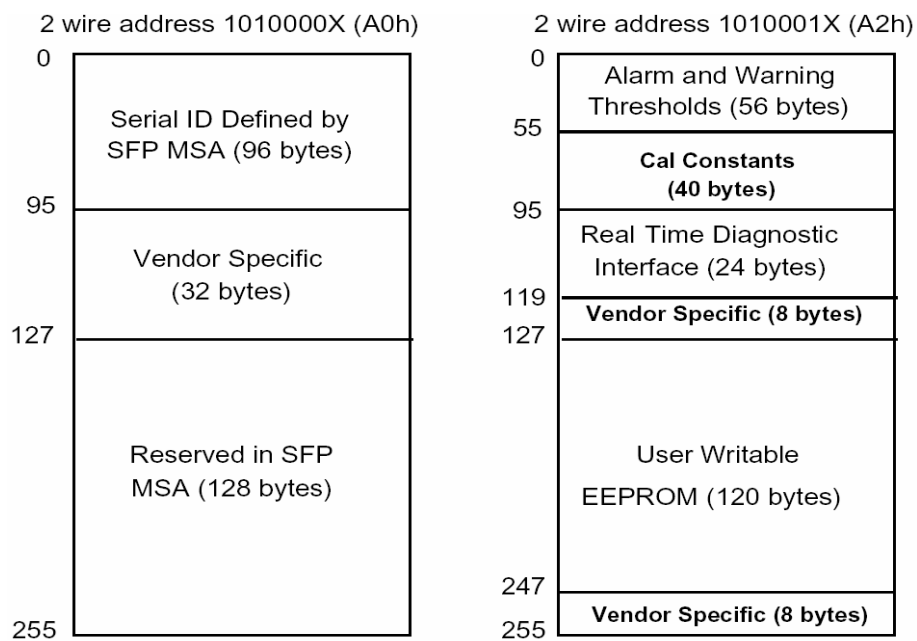 2 wire address 1010000X (A0h)
0
Serial ID Defined by
SFP MSA (96 bytes)
95
Vendor Specific
(32 bytes)
127
Reserved in SFP
MSA (128 bytes)
255
2 wire address 1010001X (A2h)
0
Alarm and Warning
Thresholds (56 bytes)
55
Cal Constants
(40 bytes)
95
Real Time Diagnostic
Interface (24 bytes)
119
Vendor Specific (8 bytes)
127
User Writable
EEPROM (120 bytes)
247
Vendor Specific (8 bytes)
255